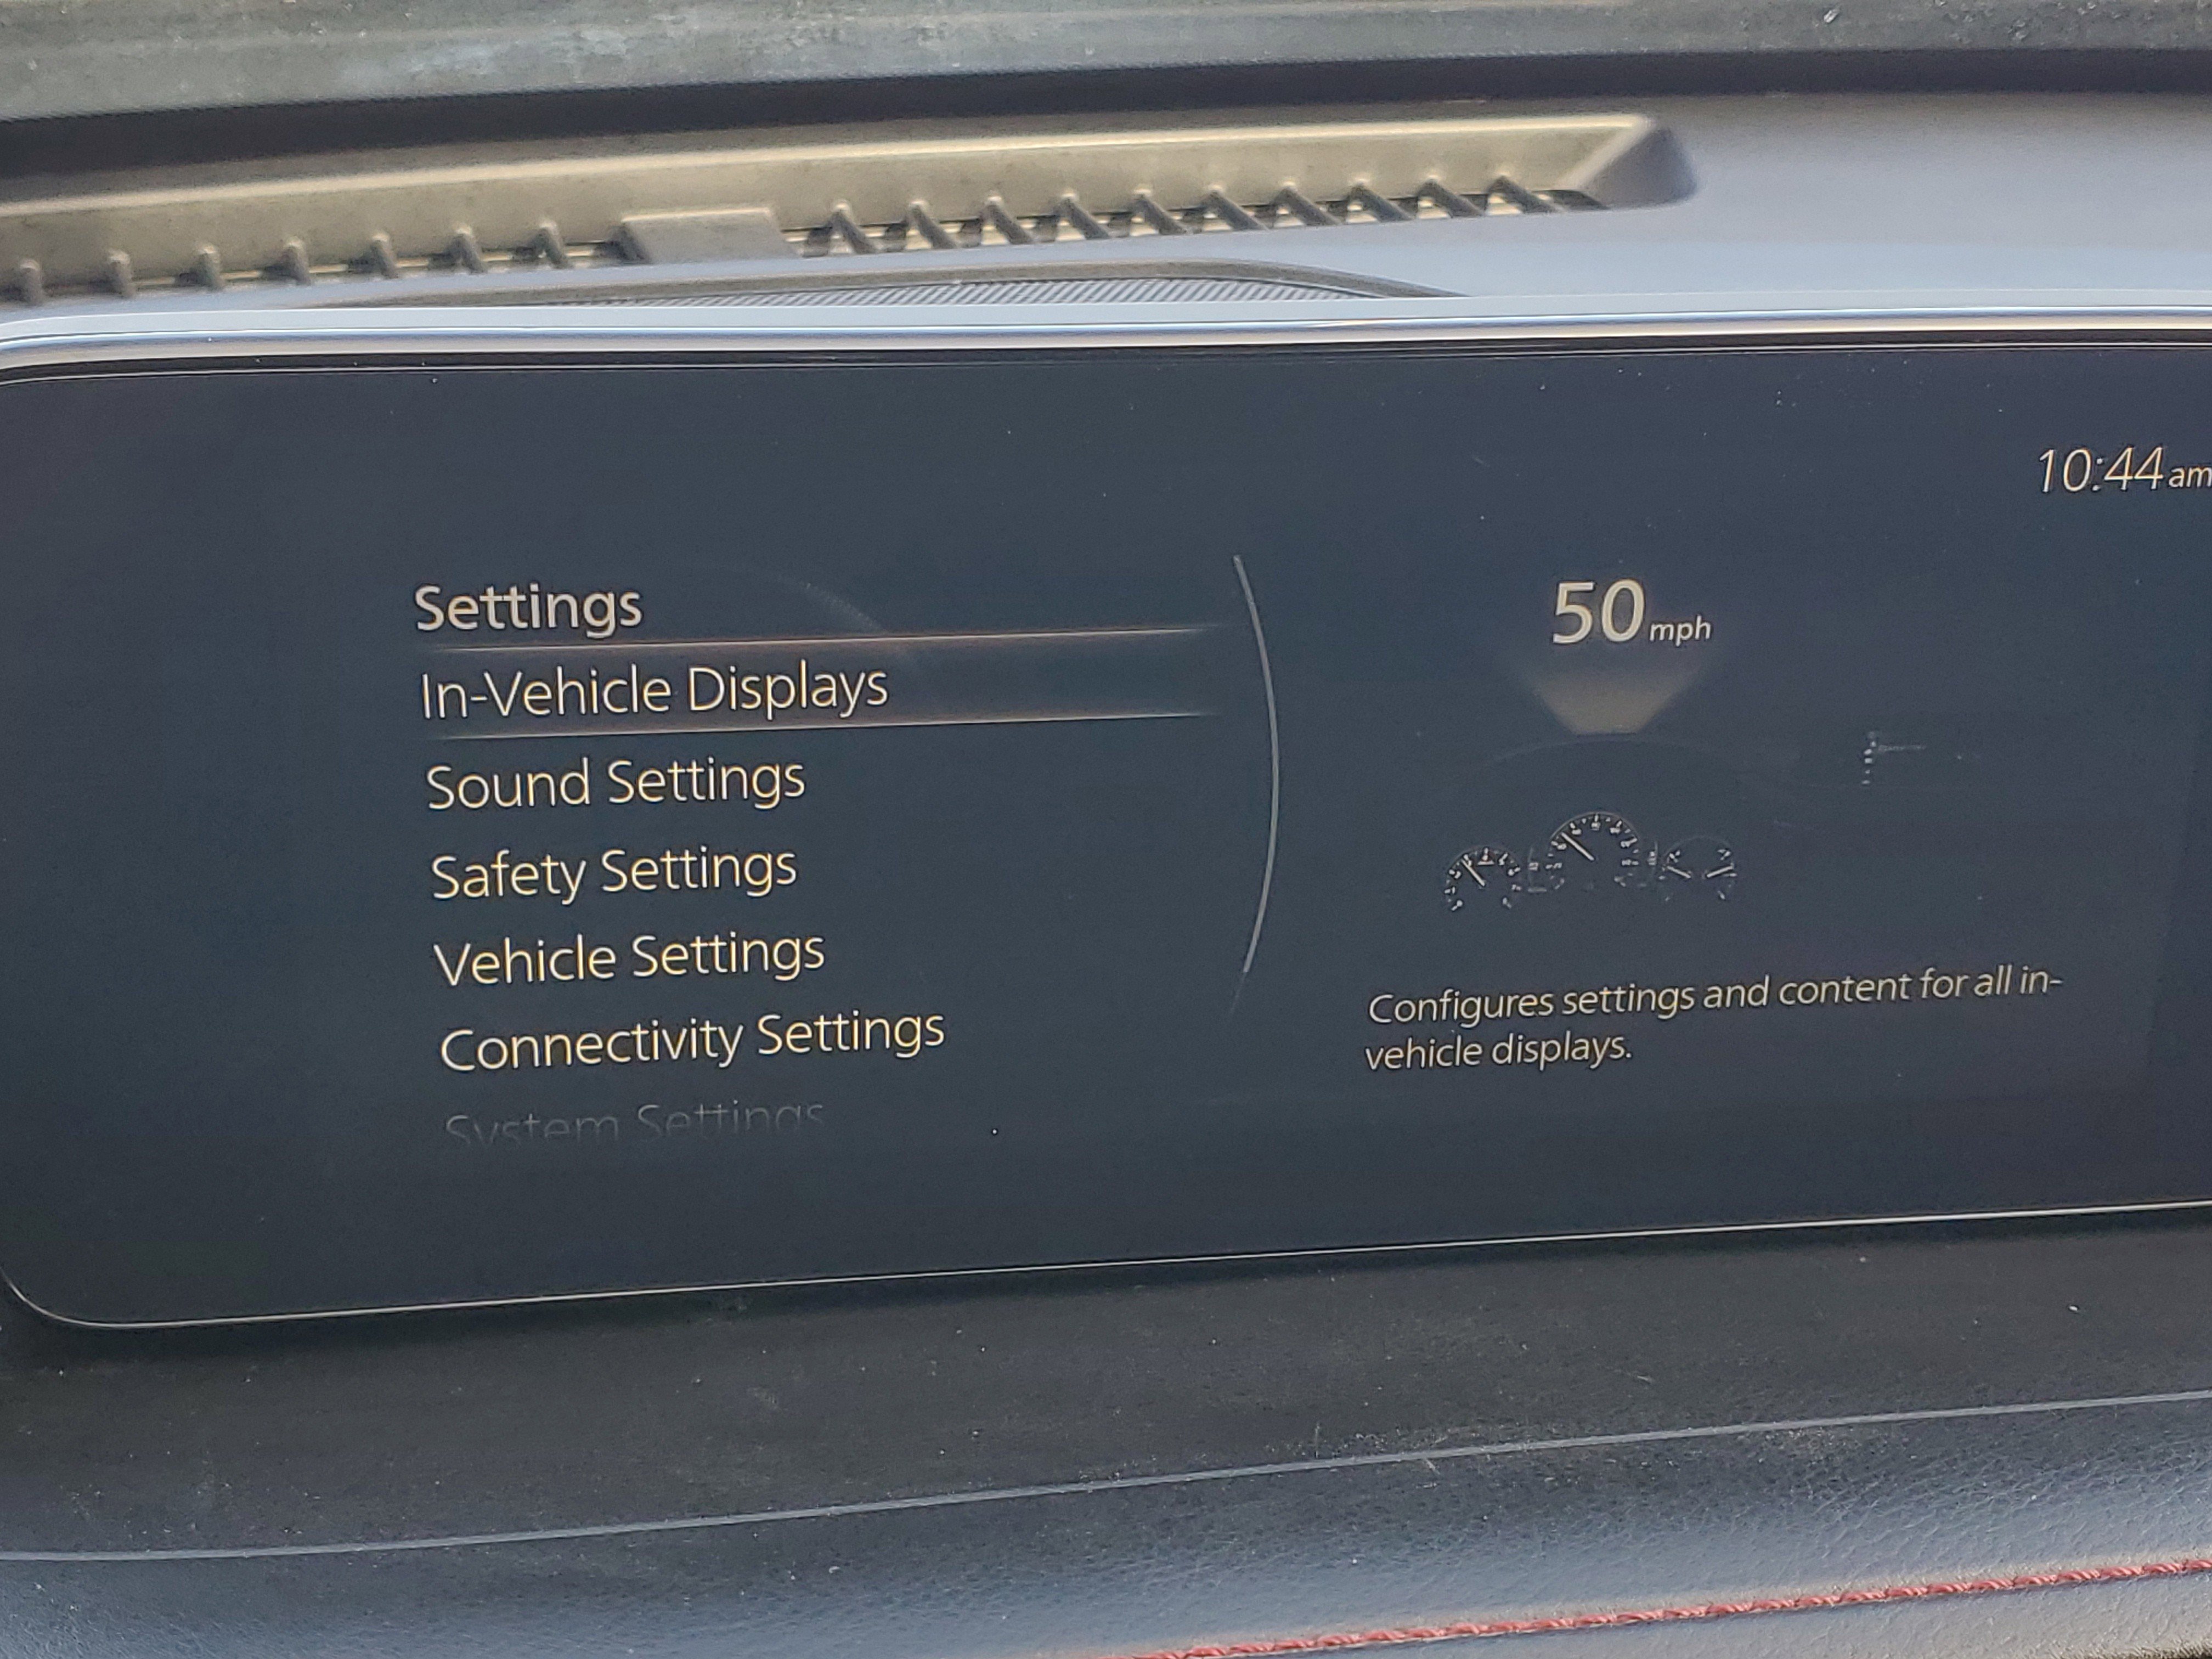 10:44am
Settings
In-Vehicle Displays
Sound Settings
Safety Settings
Vehicle Settings
Connectivity Settings
System Settings
50mph
Configures settings and content for all in-
vehicle displays.